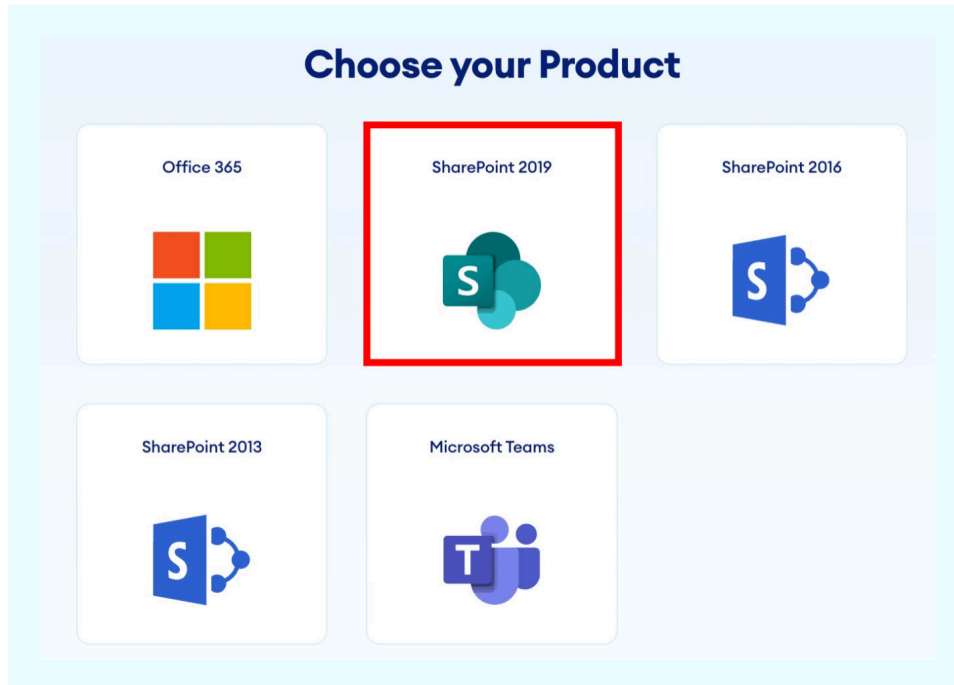 Choose your Product
Office 365
SharePoint 2019
SharePoint 2016
S
S
SharePoint 2013
Microsoft Teams
S
T